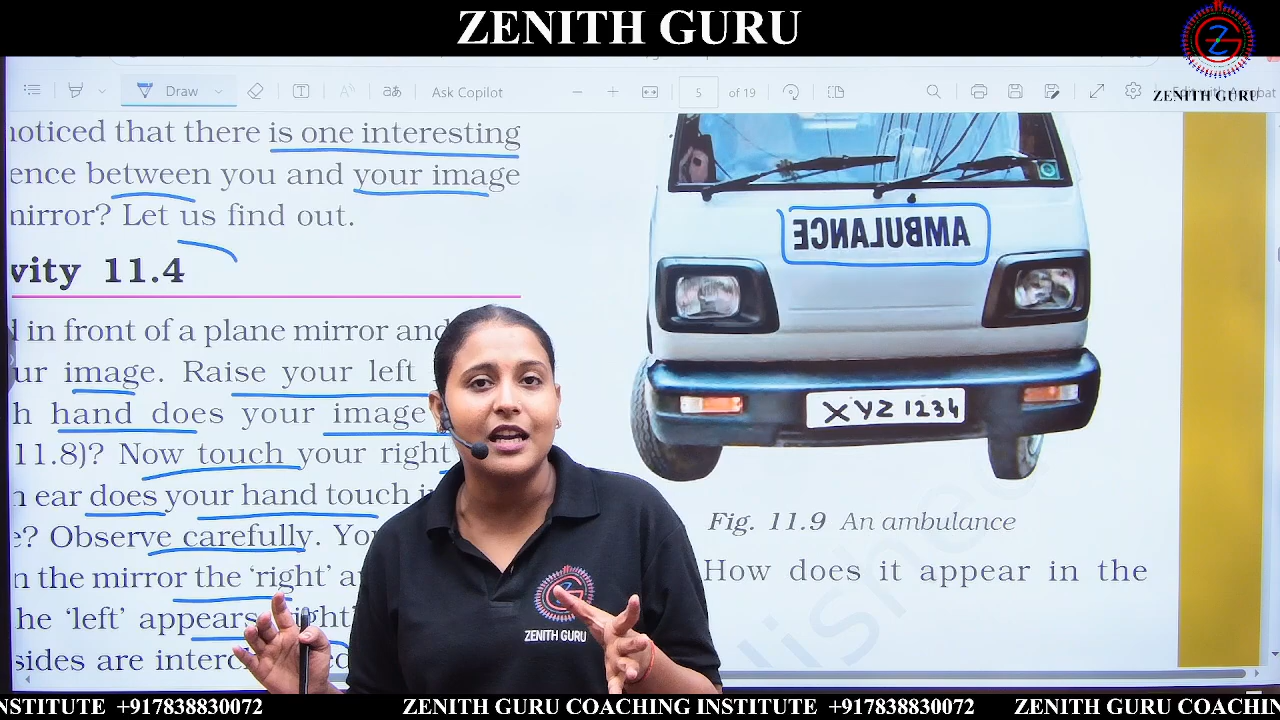 ZENITH GURU
Draw
Ask Copilot
5 of 19
ZENITH GURU
noticed that there is one interesting
ence between you and your image
mirror? Let us find out.
vity 11.4
d in front of a plane mirror and
ur image. Raise your left
h hand does your image
11.8)? Now touch your right
n ear does your hand touch
e? Observe carefully. You
n the mirror the ‘right’
he ‘left’ appears
sides are
AMBULANCE
XYZ 1234
Fig. 11.9 An ambulance
How does it appear in the
ZENITH GURU
NSTITUTE +917838830072 ZENITH GURU COACHING INSTITUTE +917838830072 ZENITH GURU COACHIN